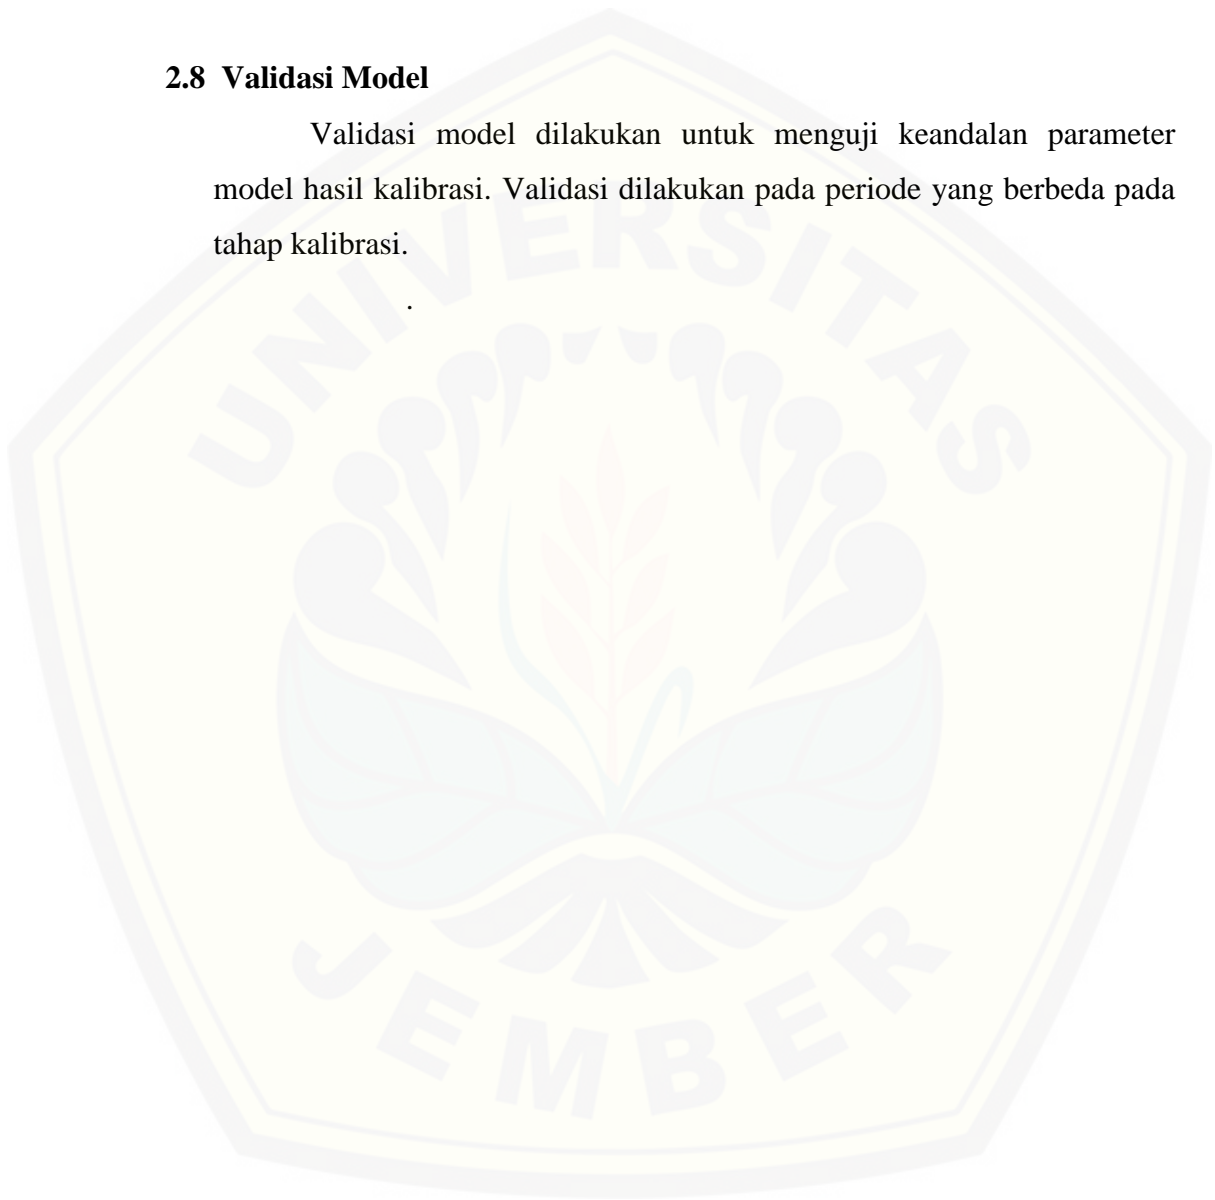 2.8 Validasi Model
Validasi model dilakukan untuk menguji keandalan parameter
model hasil kalibrasi. Validasi dilakukan pada periode yang berbeda pada
tahap kalibrasi.
.
UNIVERSITAS
JEMBER